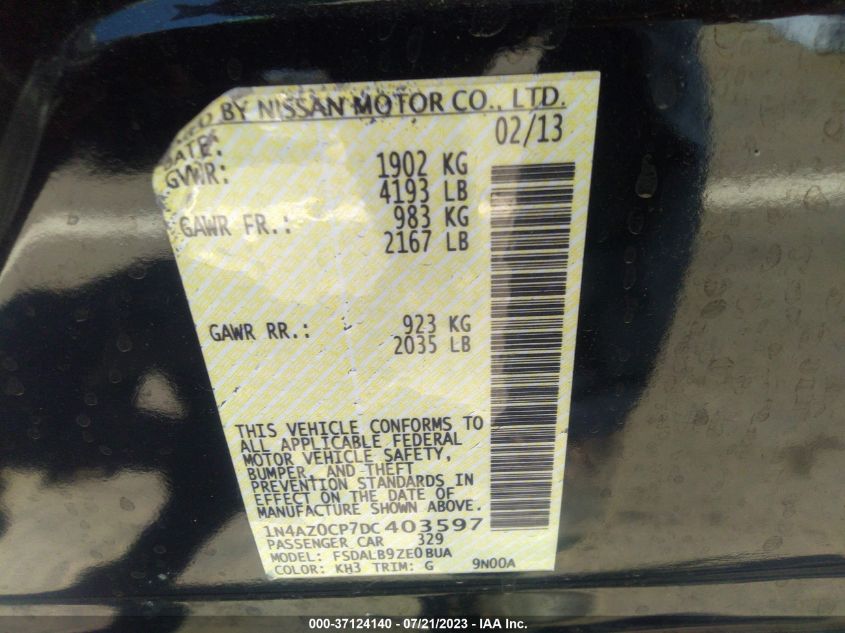 BY NISSAN MOTOR CO., LTD.
DATE: 02/13
GVWR: 1902 KG
4193 LB
GAWR FR.: 983 KG
2167 LB
GAWR RR.: 923 KG
2035 LB
THIS VEHICLE CONFORMS TO
ALL APPLICABLE FEDERAL
MOTOR VEHICLE SAFETY,
BUMPER, AND THEFT
PREVENTION STANDARDS IN
EFFECT ON THE DATE OF
MANUFACTURE SHOWN ABOVE.
1N4AZ0CP7DC403597
PASSENGER CAR 329
MODEL: FSDALB9ZE0BUA
COLOR: KH3 TRIM: G 9N00A
000-37124140 - 07/21/2023 - IAA Inc.